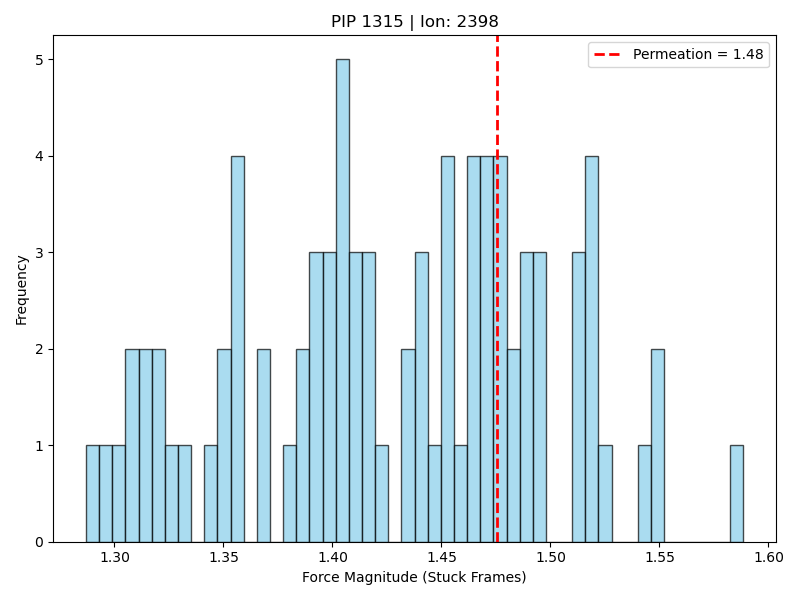 PIP 1315 | Ion: 2398
Permeation = 1.48
Frequency
5
4
3
2
1
0
1.30 1.35 1.40 1.45 1.50 1.55 1.60
Force Magnitude (Stuck Frames)